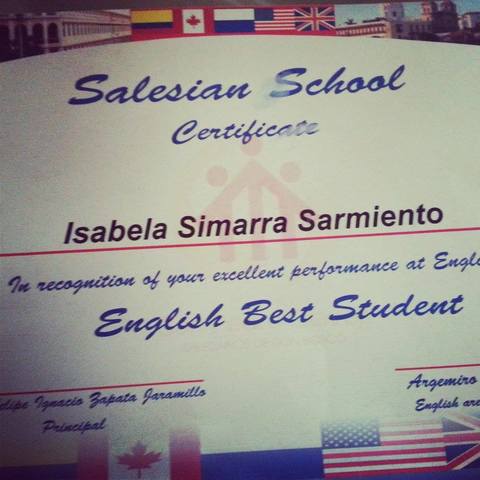 Salesian School
Certificate
Isabela Simarra Sarmiento
In recognition of your excellent performance at
English Best Student
Ignacio Zapata Jaramillo
Argemiro
Principal
English